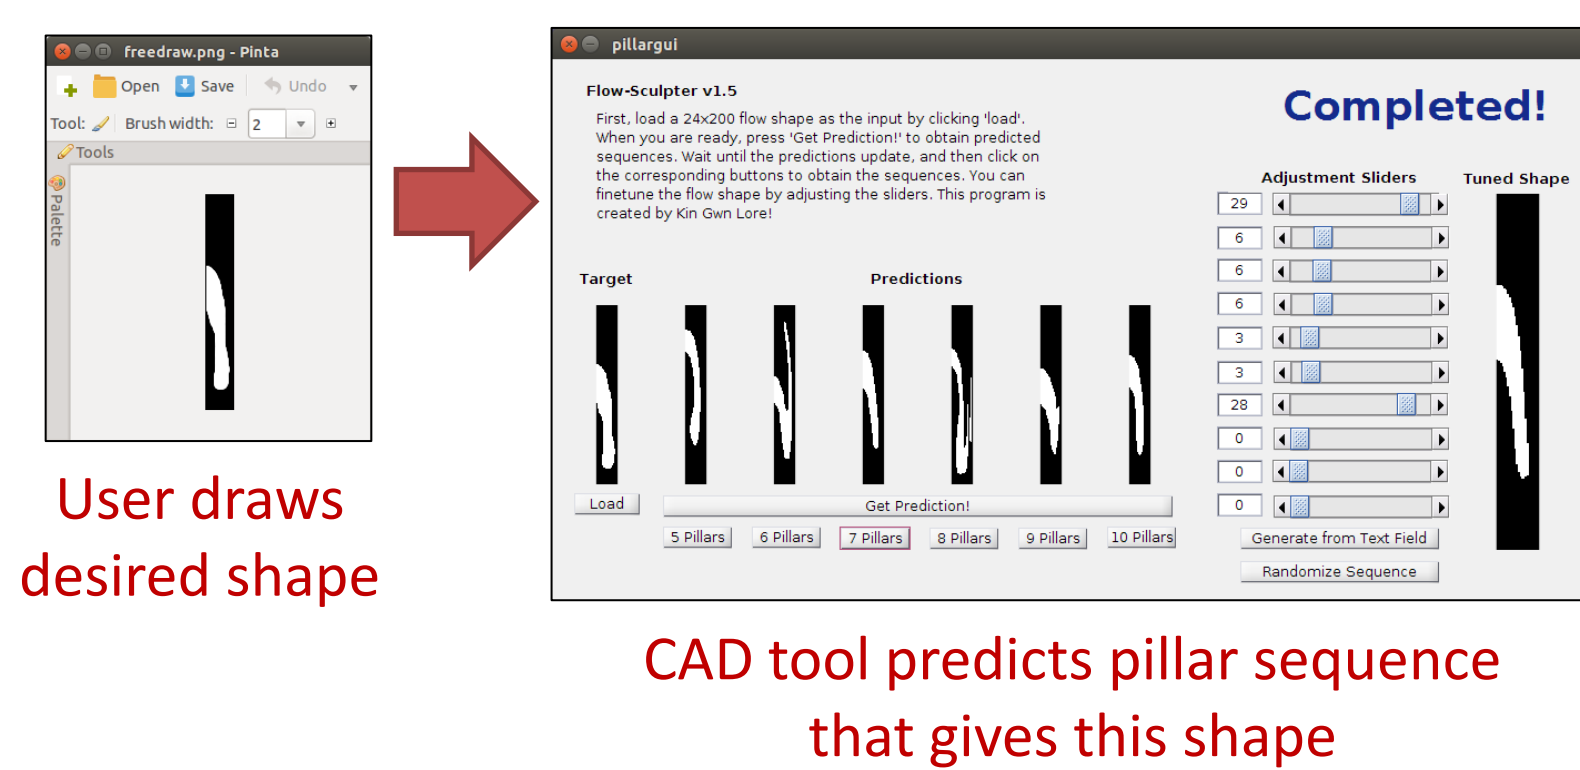 freedraw.png - Pinta
Open Save Undo
Tool: Brush width: 2
Tools
Palette
User draws
desired shape
pillargui
Flow-Sculpter v1.5
First, load a 24x200 flow shape as the input by clicking 'load'.
When you are ready, press 'Get Prediction!' to obtain predicted
sequences. Wait until the predictions update, and then click on
the corresponding buttons to obtain the sequences. You can
finetune the flow shape by adjusting the sliders. This program is
created by Kin Gwn Lore!
Completed!
Target
Predictions
Load
Get Prediction!
5 Pillars 6 Pillars 7 Pillars 8 Pillars 9 Pillars 10 Pillars
Adjustment Sliders
Tuned Shape
29
6
6
6
3
3
28
0
0
0
Generate from Text Field
Randomize Sequence
CAD tool predicts pillar sequence
that gives this shape